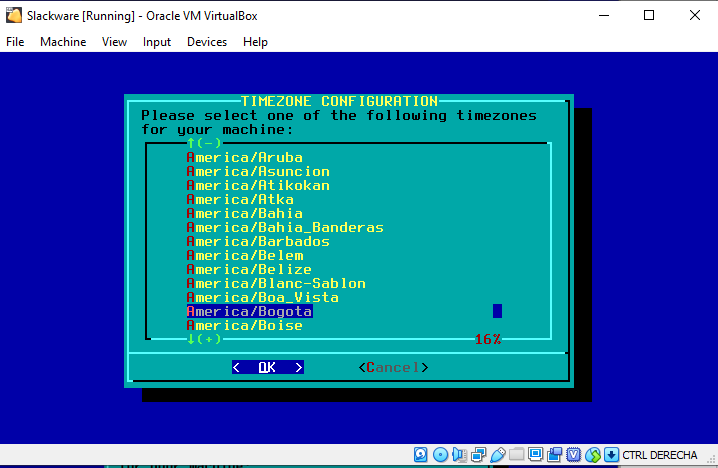 Slackware [Running] - Oracle VM VirtualBox
File Machine View Input Devices Help
TIMEZONE CONFIGURATION
Please select one of the following timezones
for your machine:
↑(-)
America/Aruba
America/Asuncion
America/Atikokan
America/Atka
America/Bahia
America/Bahia_Banderas
America/Barbados
America/Belem
America/Belize
America/Blanc-Sablon
America/Boa_Vista
America/Bogota
America/Boise
↓(+) 16%
< OK > <Cancel>
CTRL DERECHA